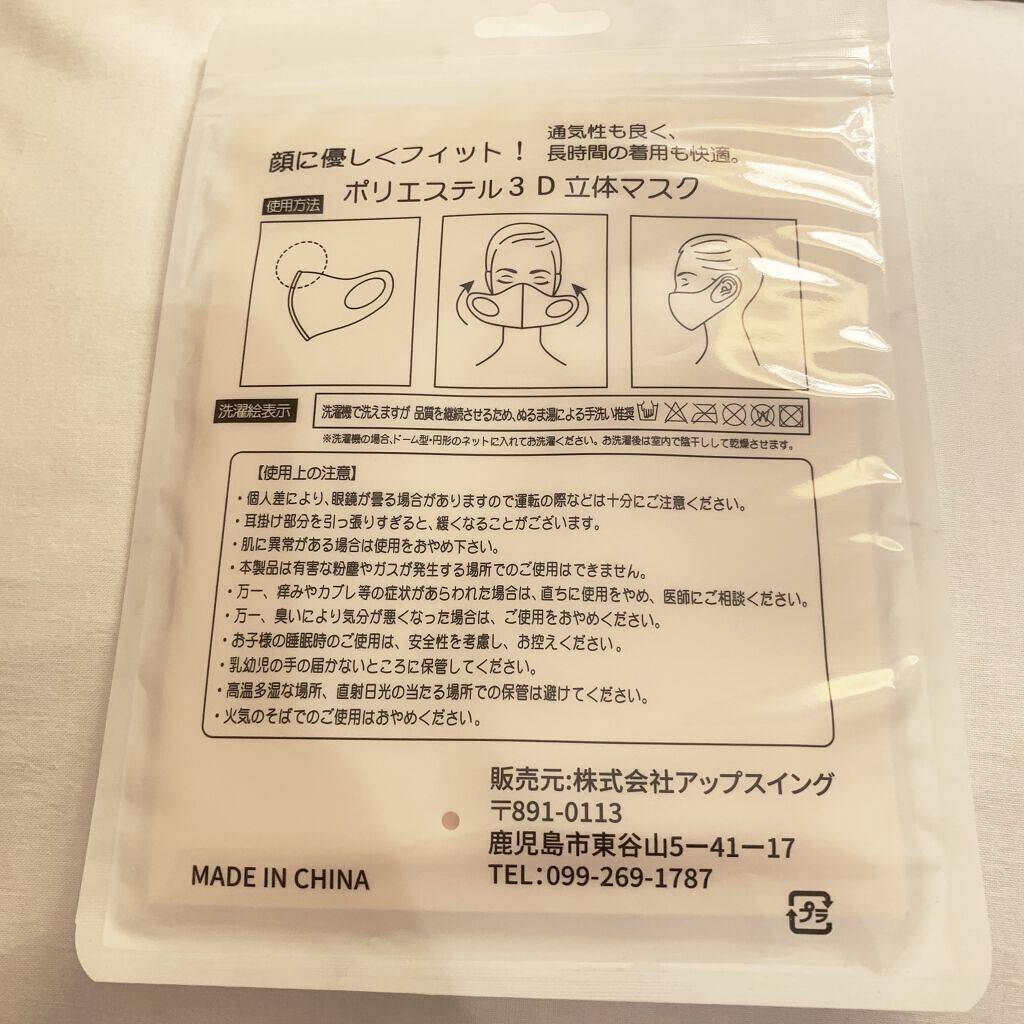 顔に優しくフィット！
通気性も良く、
長時間の着用も快適。
ポリエステル３Ｄ立体マスク
使用方法
洗濯絵表示
洗濯機で洗えますが 品質を継続させるため、ぬるま湯による手洗い推奨
※洗濯機の場合、ドーム型・円形のネットに入れてお洗濯ください。お洗濯後は室内で陰干しして乾燥させます。
【使用上の注意】
・個人差により、眼鏡が曇る場合がありますので運転の際などは十分にご注意ください。
・耳掛け部分を引っ張りすぎると、緩くなることがございます。
・肌に異常がある場合は使用をおやめ下さい。
・本製品は有害な粉塵やガスが発生する場所でのご使用はできません。
・万一、痒みやカブレ等の症状があらわれた場合は、直ちに使用をやめ、医師にご相談ください。
・万一、臭いにより気分が悪くなった場合は、ご使用をおやめください。
・お子様の睡眠時のご使用は、安全性を考慮し、お控えください。
・乳幼児の手の届かないところに保管してください。
・高温多湿な場所、直射日光の当たる場所での保管は避けてください。
・火気のそばでのご使用はおやめください。
販売元:株式会社アップスイング
〒891-0113
鹿児島市東谷山5ー41ー17
TEL：099-269-1787
MADE IN CHINA
プラ